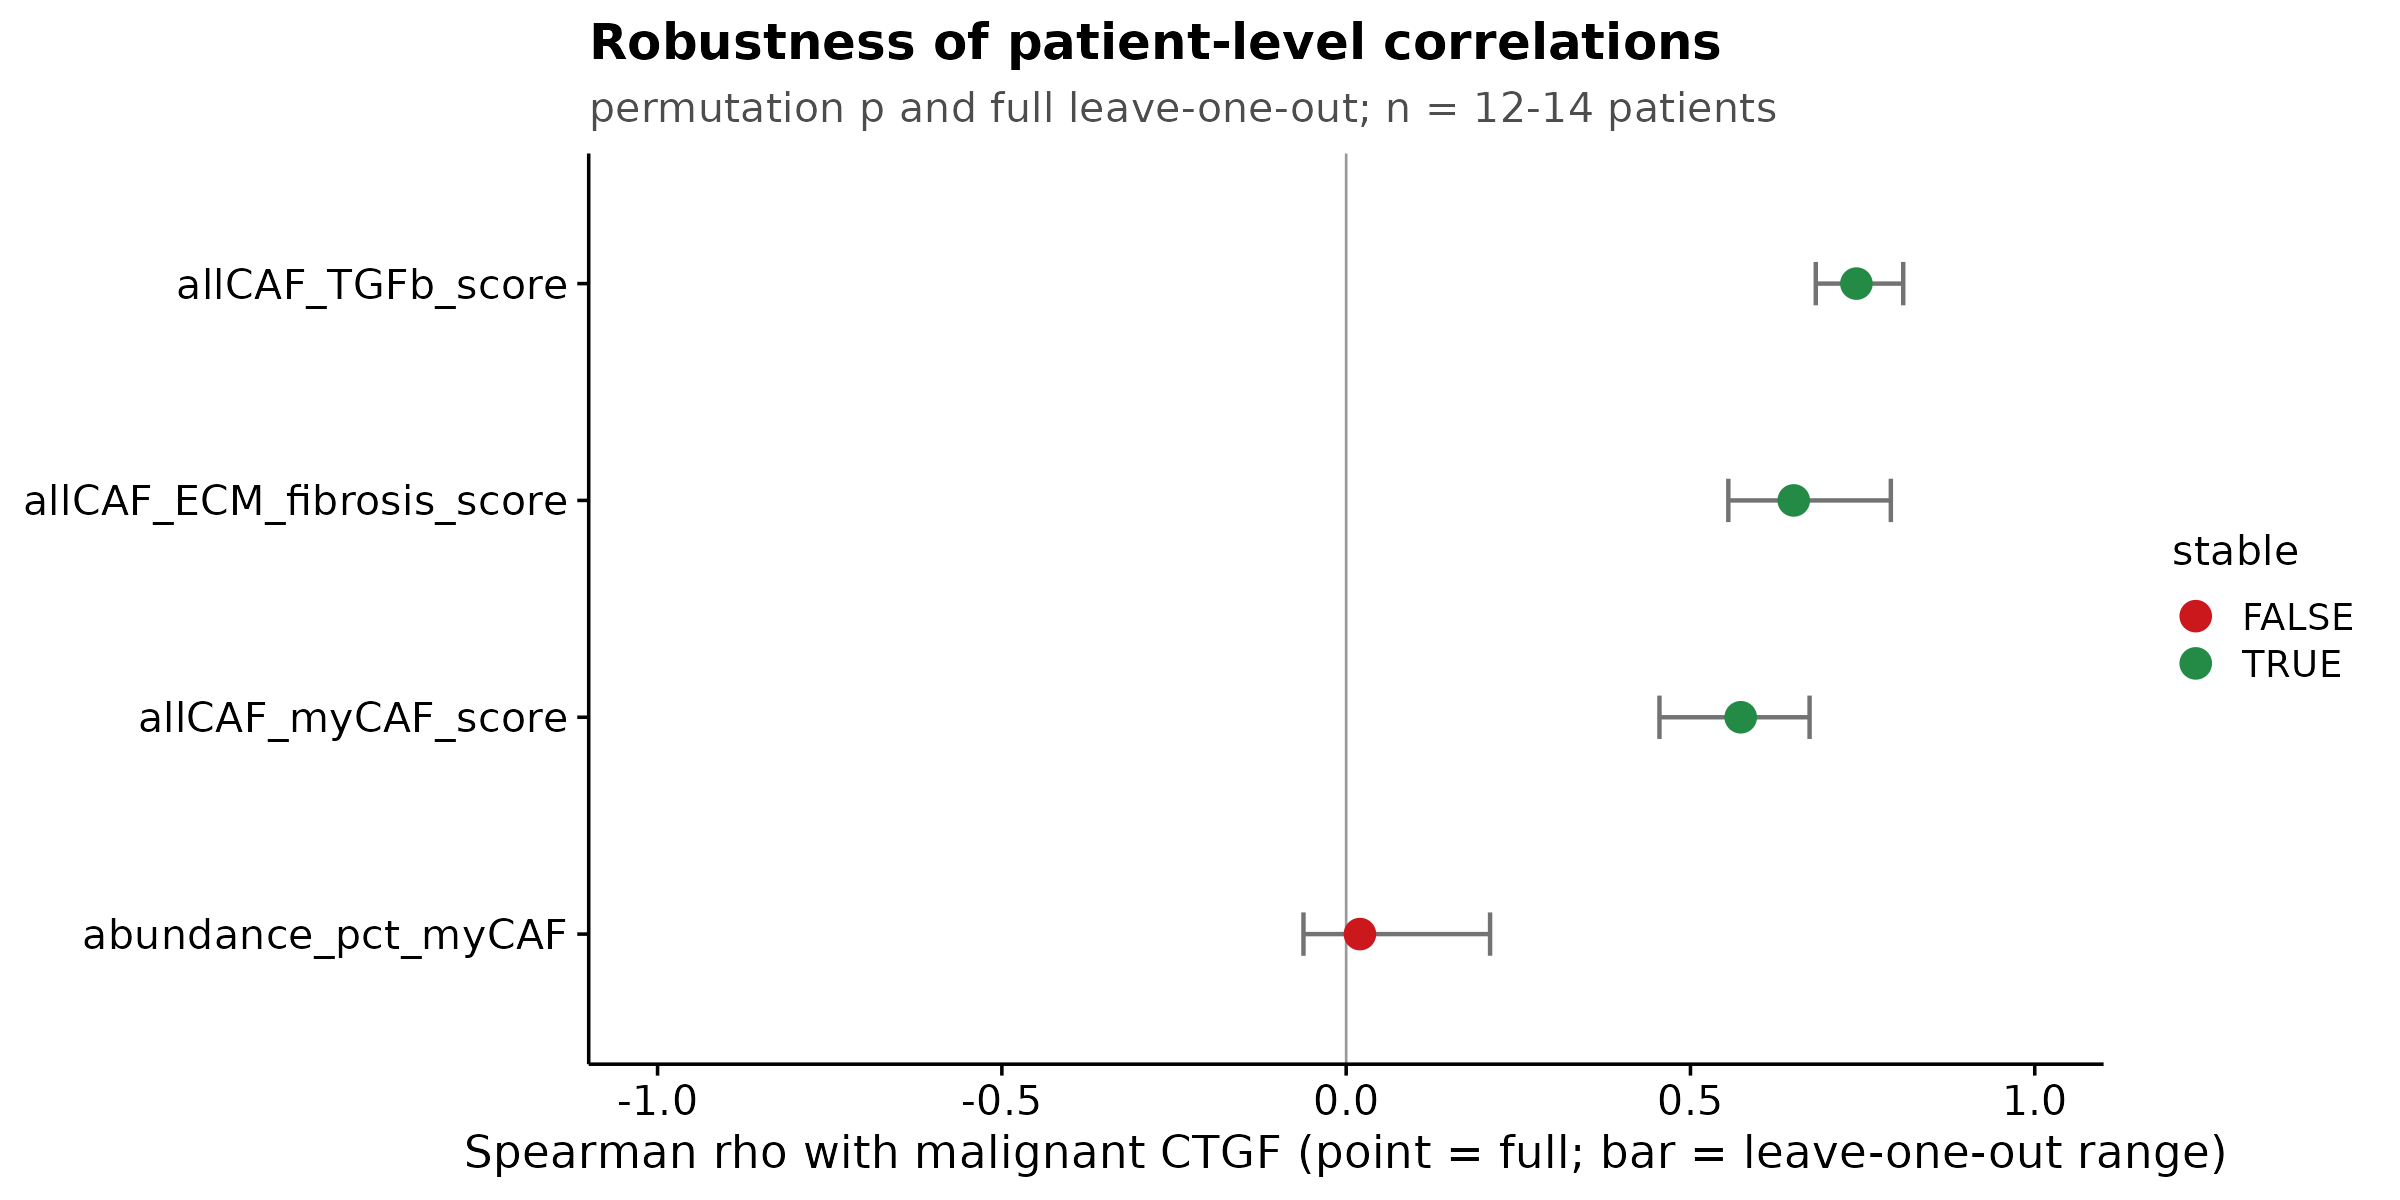 Robustness of patient-level correlations
permutation p and full leave-one-out; n = 12-14 patients
allCAF_TGFb_score
allCAF_ECM_fibrosis_score
allCAF_myCAF_score
abundance_pct_myCAF
stable
FALSE
TRUE
-1.0 -0.5 0.0 0.5 1.0
Spearman rho with malignant CTGF (point = full; bar = leave-one-out range)